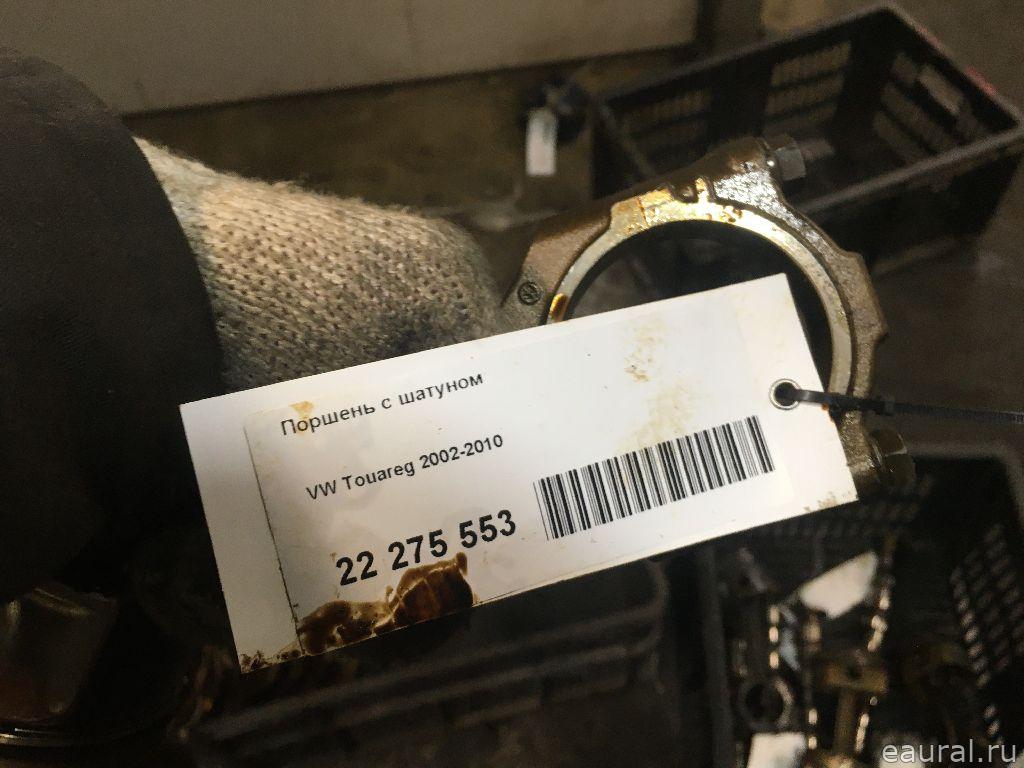 Поршень с шатуном
VW Touareg 2002-2010
22 275 553
eaural.ru